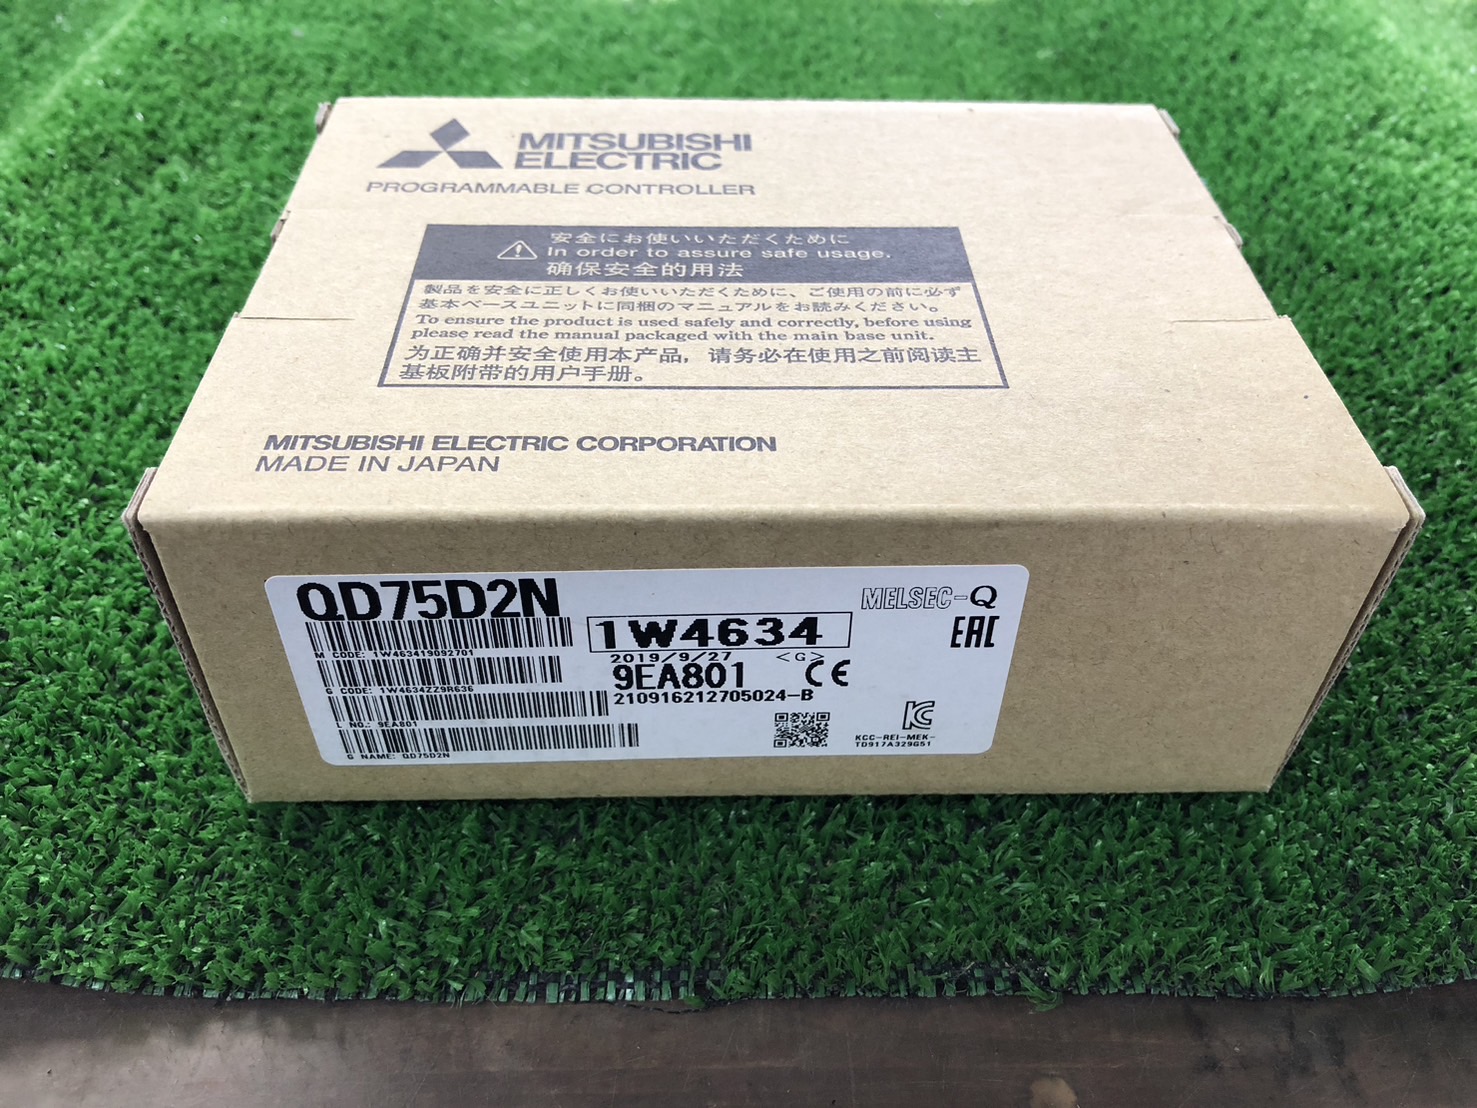 MITSUBISHI
ELECTRIC
PROGRAMMABLE CONTROLLER
安全にお使いいただくために
In order to assure safe usage.
确保安全的用法
製品を安全に正しくお使いいただくために、ご使用の前に必ず
基本ベースユニットに同梱のマニュアルをお読みください。
To ensure the product is used safely and correctly, before using
please read the manual packaged with the main base unit.
为正确并安全使用本产品，请务必在使用之前阅读主
基板附带的用户手册。
MITSUBISHI ELECTRIC CORPORATION
MADE IN JAPAN
QD75D2N
MELSEC-Q
1W4634
EAC
M CODE: 1W463419092701
2019/9/27 <G>
9EA801 CE
G CODE: 1W4634ZZ9R636
210916212705024-B
L NO.: 9EA801
KC
KCC-REI-MEK-
TD917A329G51
G NAME: QD75D2N